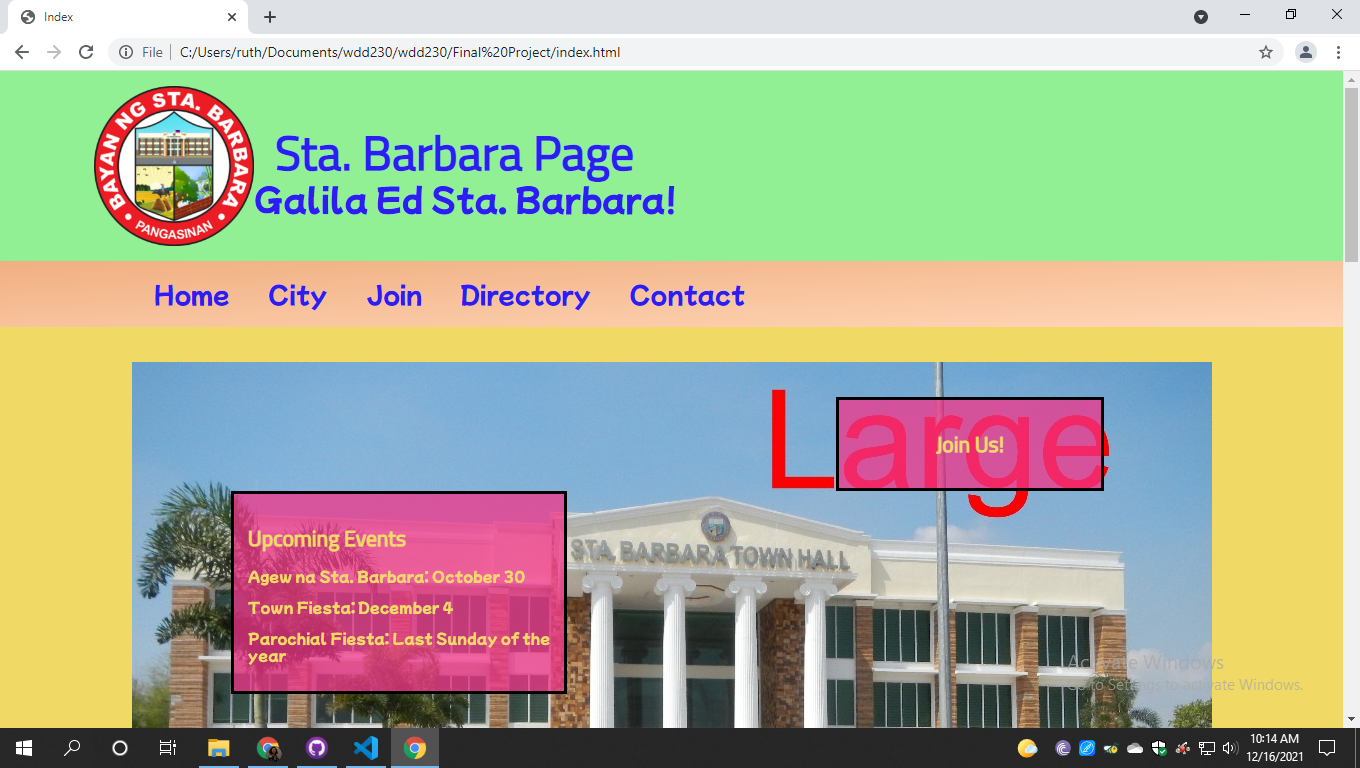 Index
File
C:/Users/ruth/Documents/wdd230/wdd230/Final%20Project/index.html
BAYAN NG STA. BARBARA
PANGASINAN
Sta. Barbara Page
Galila Ed Sta. Barbara!
Home City Join Directory Contact
Large
Join Us!
STA. BARBARA TOWN HALL
Upcoming Events
Agew na Sta. Barbara: October 30
Town Fiesta: December 4
Parochial Fiesta: Last Sunday of the
year
Activate Windows
Go to Settings to activate Windows.
10:14 AM
12/16/2021